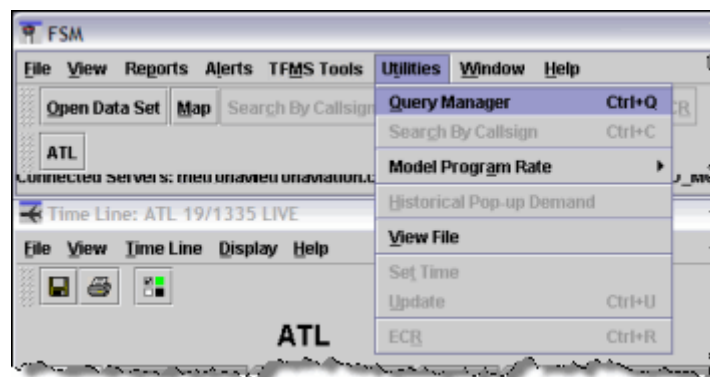 FSM
File View Reports Alerts TFMS Tools Utilities Window Help
Open Data Set Map Search By Callsign
Query Manager Ctrl+Q
Search By Callsign Ctrl+C
ATL
Model Program Rate
Connected Servers:
Historical Pop-up Demand
Time Line: ATL 19/1335 LIVE
View File
File View Time Line Display Help
Set Time
Update Ctrl+U
ATL
ECR Ctrl+R